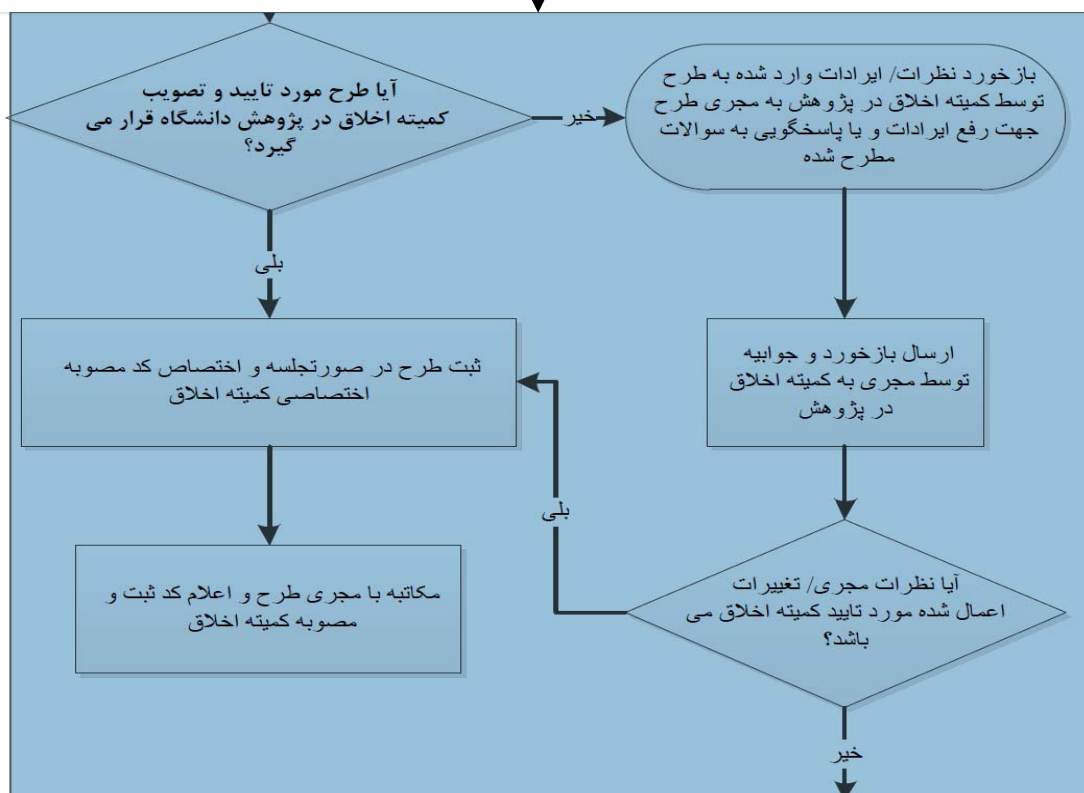 آیا طرح مورد تایید و تصویب
کمیته اخلاق در پژوهش دانشگاه قرار می
گیرد؟
خیر
بازخورد نظرات/ ایرادات وارد شده به طرح
توسط کمیته اخلاق در پژوهش به مجری طرح
جهت رفع ایرادات و یا پاسخگویی به سوالات
مطرح شده
بلی
ثبت طرح در صورتجلسه و اختصاص کد مصوبه
اختصاصی کمیته اخلاق
ارسال بازخورد و جوابیه
توسط مجری به کمیته اخلاق
در پژوهش
بلی
مکاتبه با مجری طرح و اعلام کد ثبت و
مصوبه کمیته اخلاق
آیا نظرات مجری/ تغییرات
اعمال شده مورد تایید کمیته اخلاق می
باشد؟
خیر